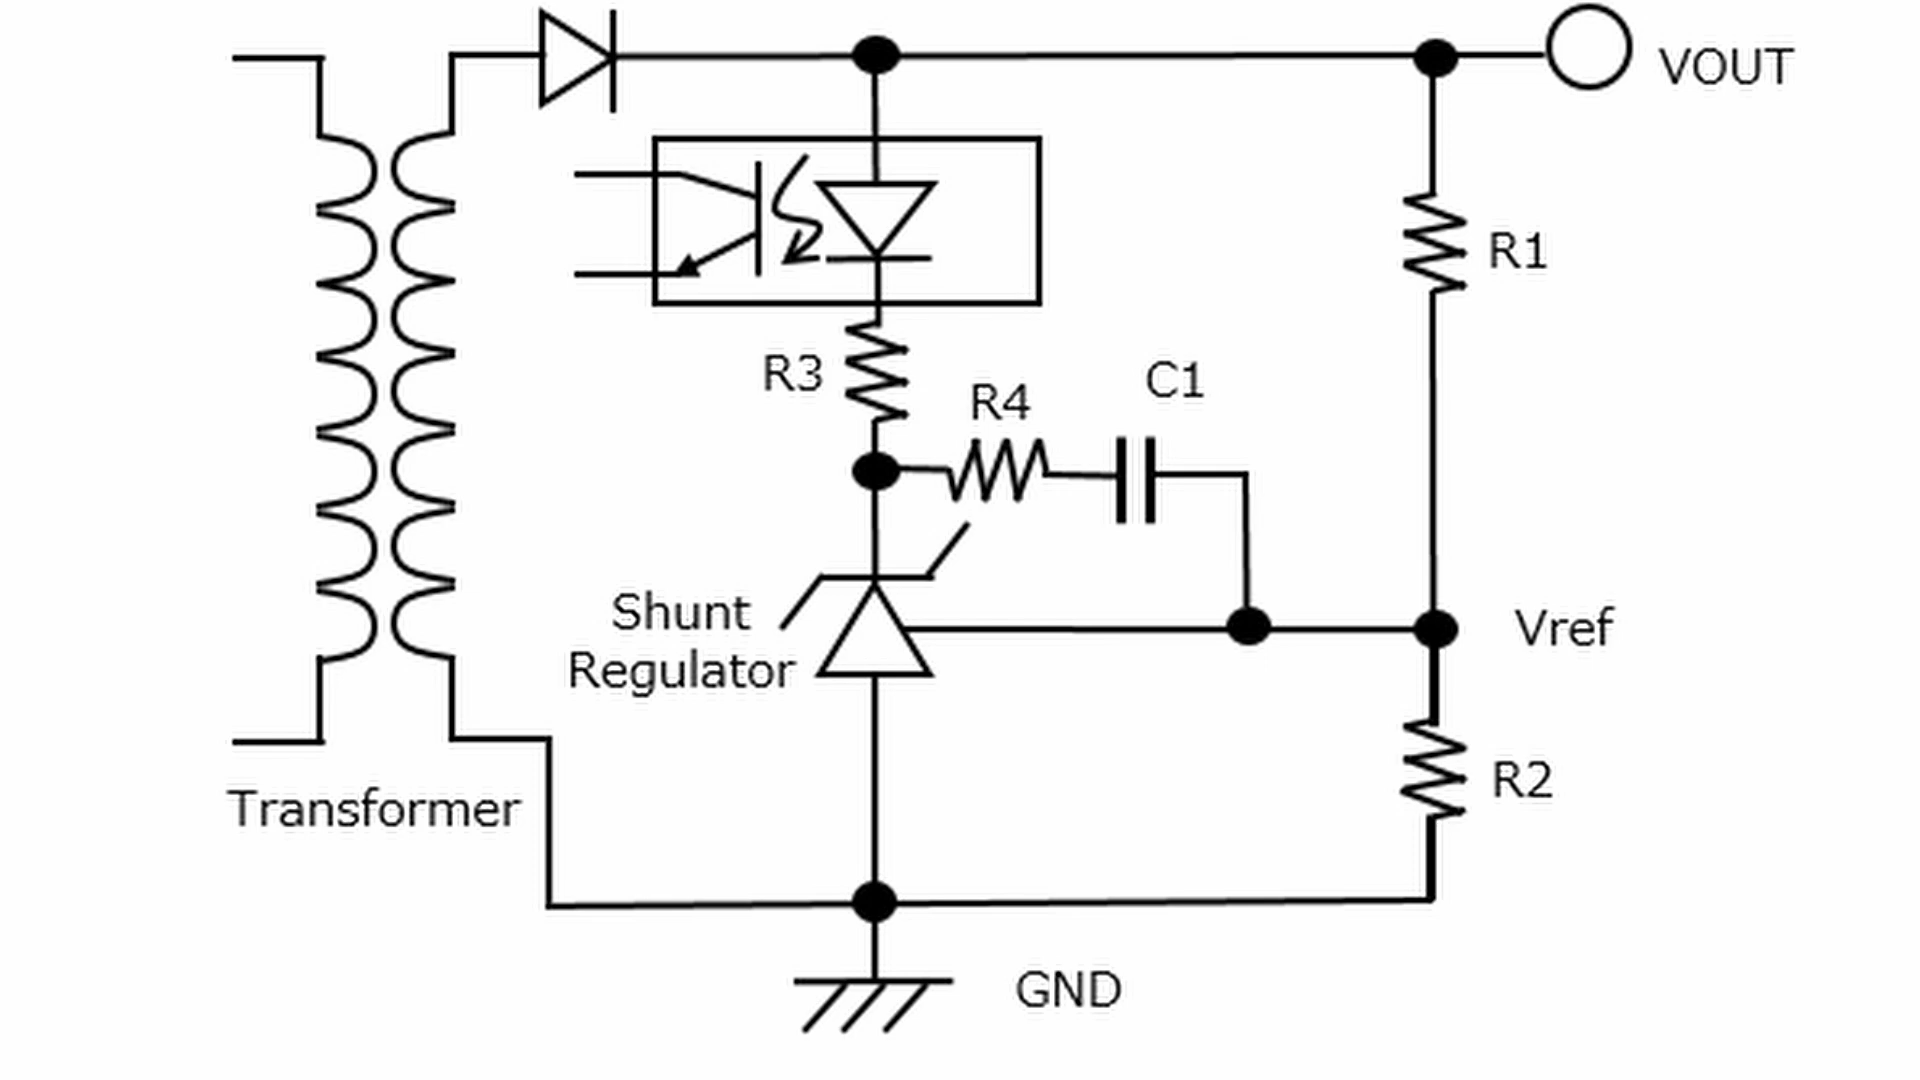 VOUT
R1
R3
R4
C1
Shunt
Regulator
Vref
R2
Transformer
GND